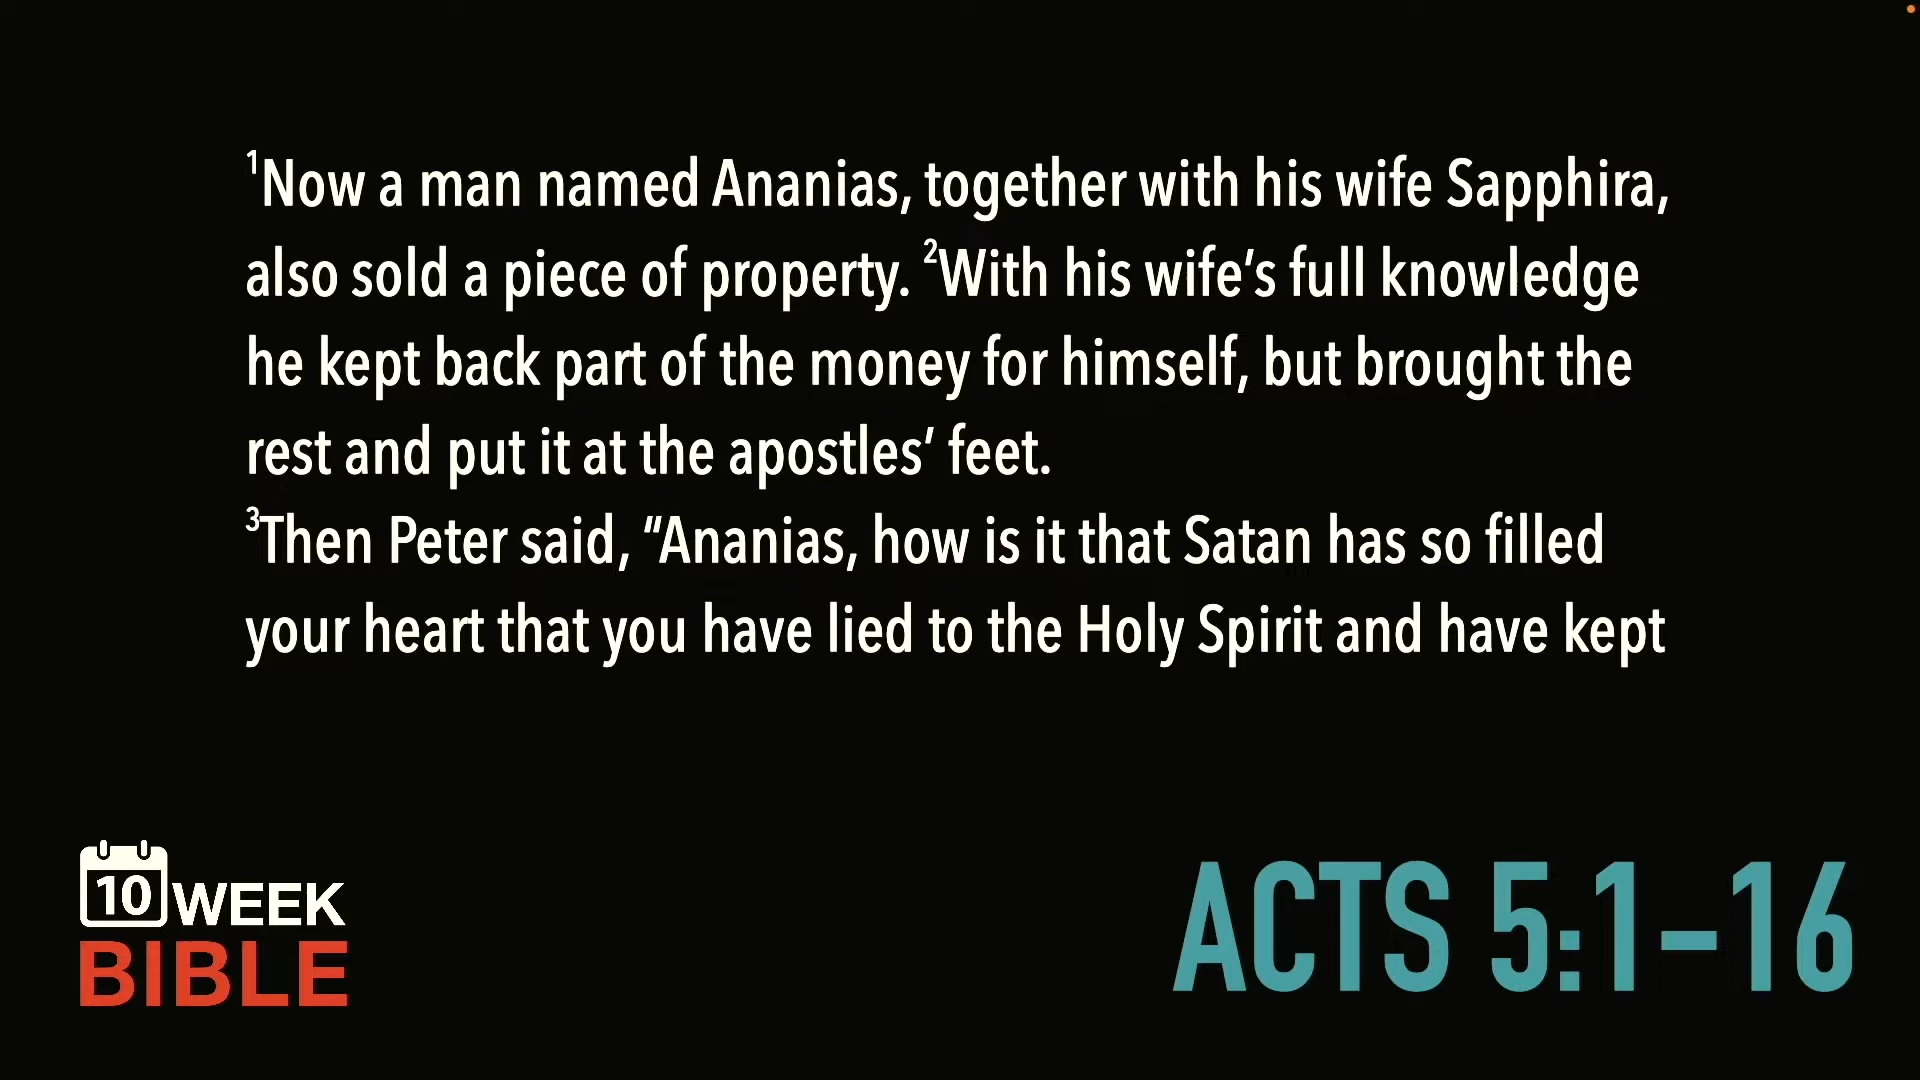 ¹Now a man named Ananias, together with his wife Sapphira,
also sold a piece of property. ²With his wife’s full knowledge
he kept back part of the money for himself, but brought the
rest and put it at the apostles’ feet.
³Then Peter said, “Ananias, how is it that Satan has so filled
your heart that you have lied to the Holy Spirit and have kept
10 WEEK
BIBLE
ACTS 5:1–16